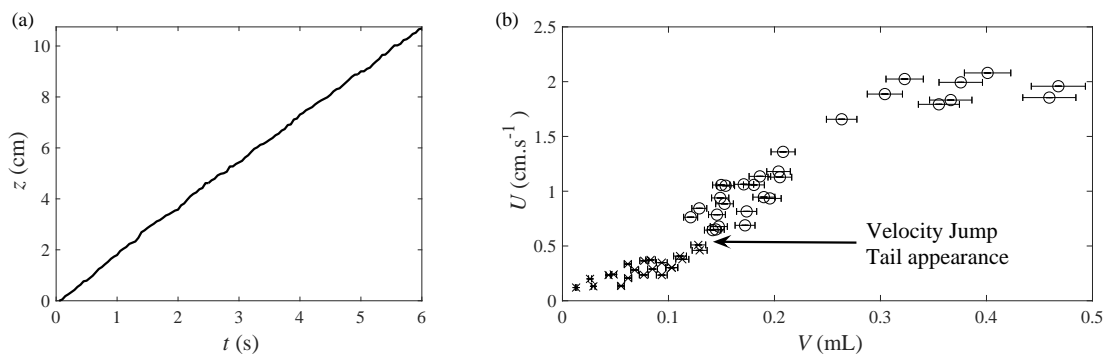 (a)
10
8
6
4
2
0
z (cm)
0 1 2 3 4 5 6
t (s)
(b)
2.5
2
1.5
1
0.5
0
U (cm.s⁻¹)
Velocity Jump
Tail appearance
0 0.1 0.2 0.3 0.4 0.5
V (mL)